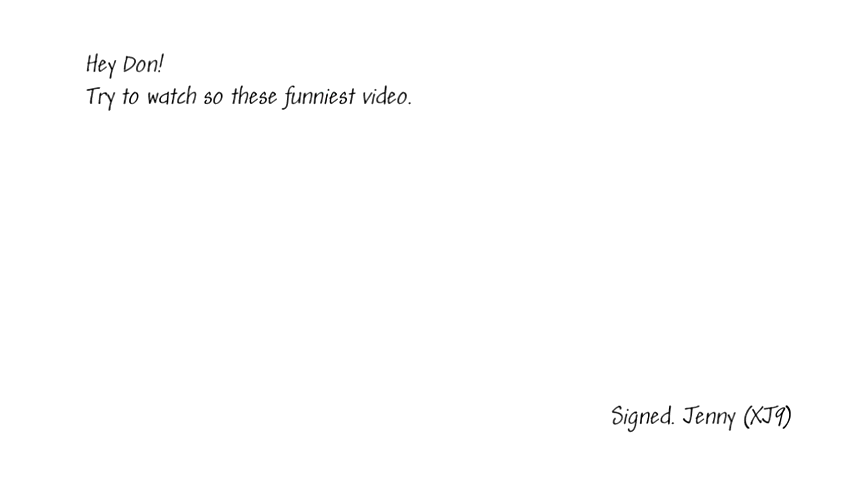 Hey Don!
Try to watch so these funniest video.
Signed. Jenny (XJ9)